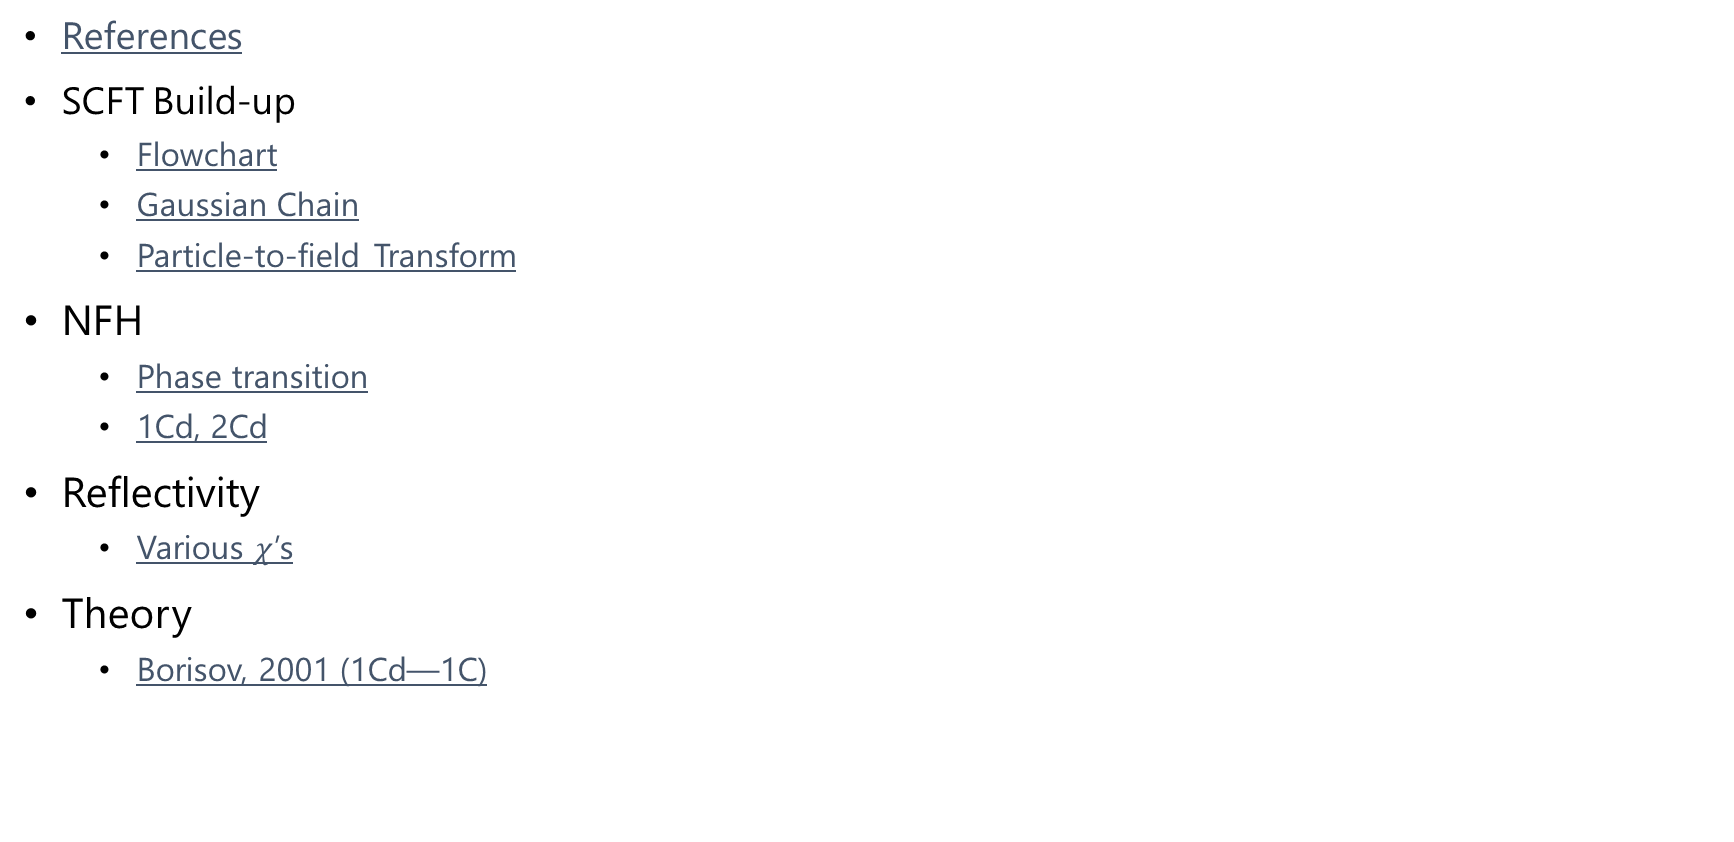 • References
• SCFT Build-up
• Flowchart
• Gaussian Chain
• Particle-to-field Transform
• NFH
• Phase transition
• 1Cd, 2Cd
• Reflectivity
• Various 𝜒’s
• Theory
• Borisov, 2001 (1Cd—1C)